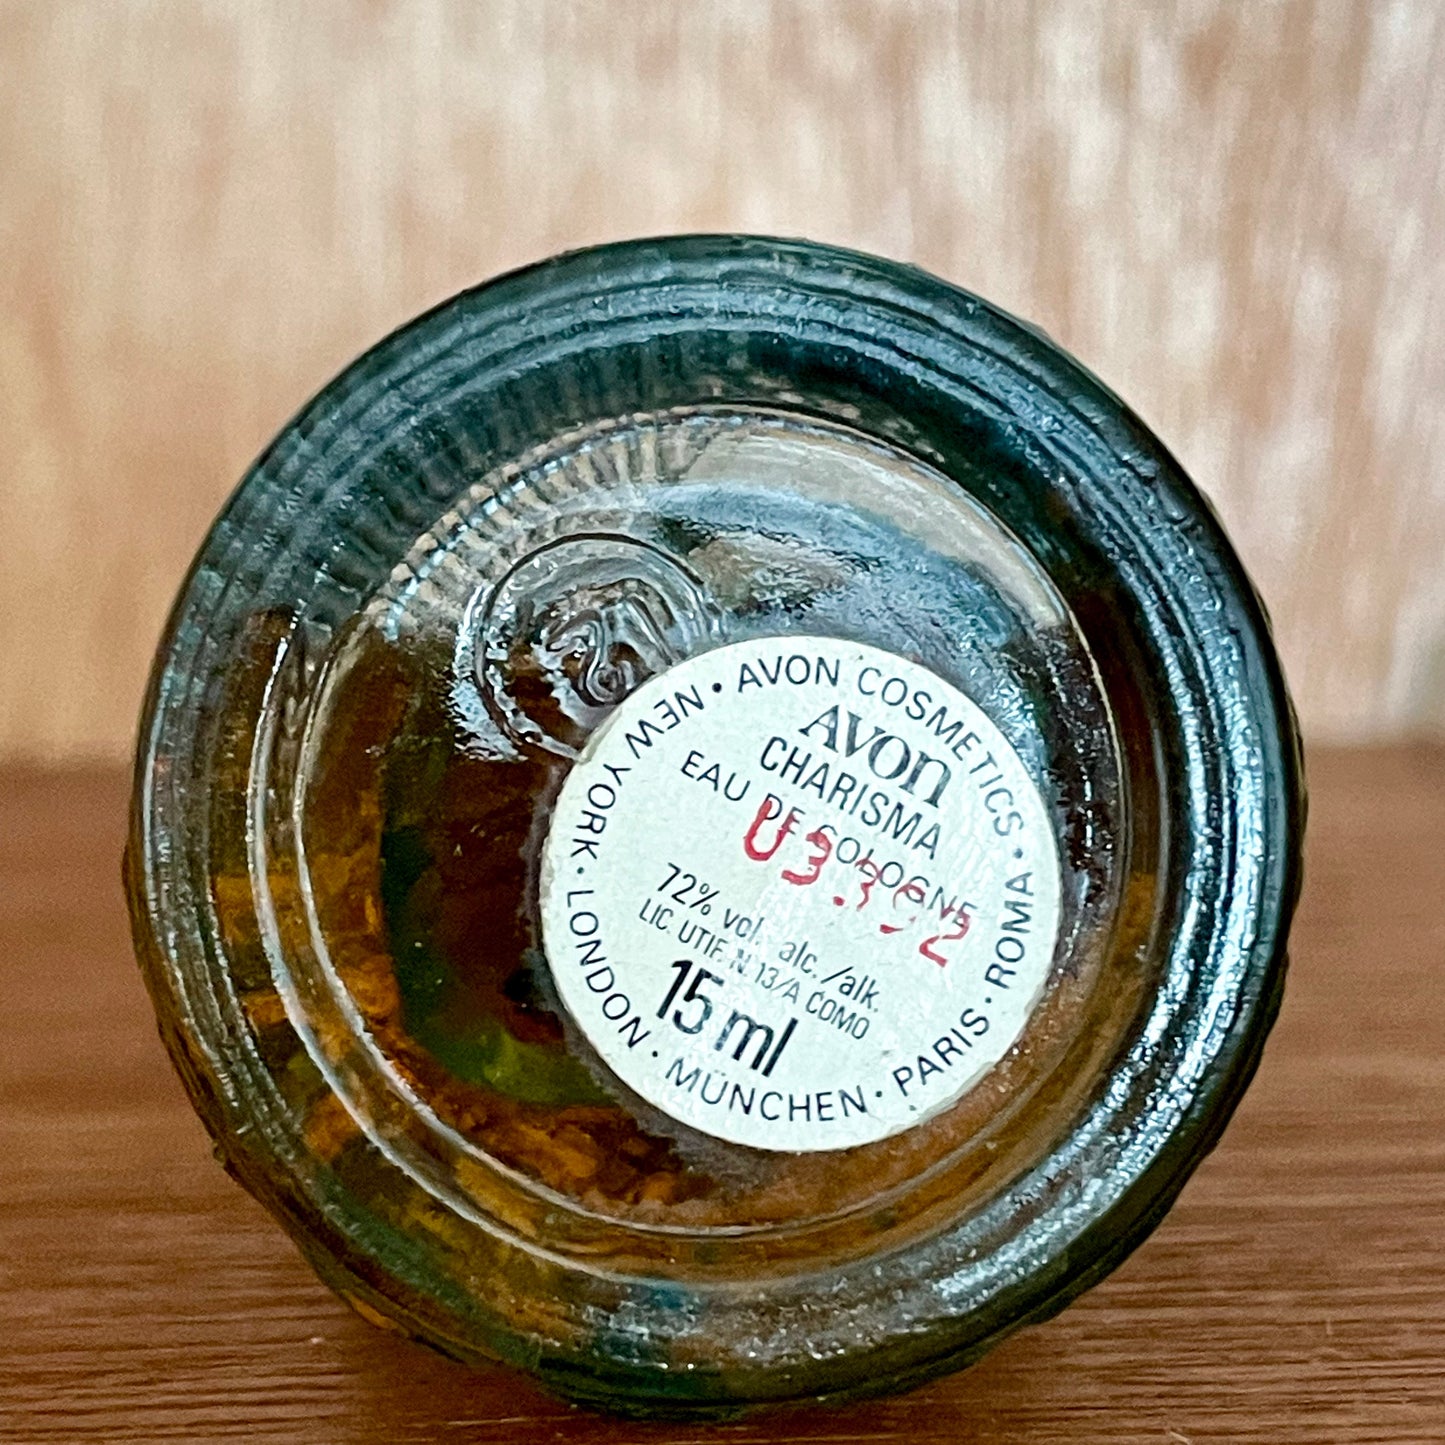 • AVON COSMETICS • ROMA • PARIS • MÜNCHEN • LONDON • NEW YORK
AVON
CHARISMA
EAU DE COLOGNE
72% vol. alc./alk.
LIC. UTIF. N. 13/A COMO
15 ml